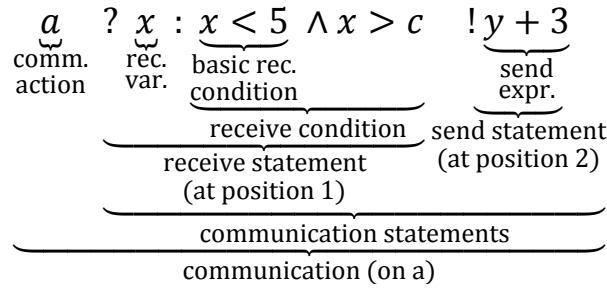 a ? x : x < 5 ∧ x > c ! y + 3
comm. action
rec. var.
basic rec. condition
send expr.
receive condition
send statement (at position 2)
receive statement (at position 1)
communication statements
communication (on a)